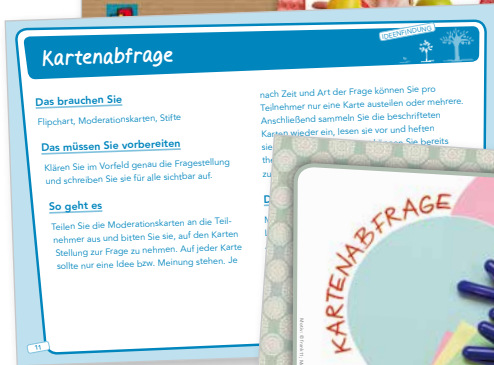 IDEENFINDUNG
Kartenabfrage
Das brauchen Sie
Flipchart, Moderationskarten, Stifte
Das müssen Sie vorbereiten
Klären Sie im Vorfeld genau die Fragestellung
und schreiben Sie sie für alle sichtbar auf.
So geht es
Teilen Sie die Moderationskarten an die Teil-
nehmer aus und bitten Sie sie, auf den Karten
Stellung zur Frage zu nehmen. Auf jeder Karte
sollte nur eine Idee bzw. Meinung stehen. Je
nach Zeit und Art der Frage können Sie pro
Teilnehmer nur eine Karte austeilen oder mehrere.
Anschließend sammeln Sie die beschrifteten
Karten wieder ein, lesen sie vor und heften
sie können Sie bereits
11
KARTENABFRAGE